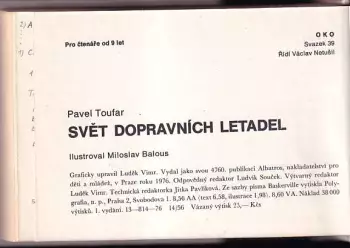 Pro čtenáře od 9 let
OKO
Svazek 39
Řídí Václav Netušil
Pavel Toufar
SVĚT DOPRAVNÍCH LETADEL
Ilustroval Miloslav Balous
Graficky upravil Luděk Vimr. Vydal jako svou 4760. publikaci Albatros, nakladatelství pro
děti a mládež, v Praze roku 1976. Odpovědný redaktor Luděk Souček. Výtvarný redaktor
Luděk Vimr. Technická redaktorka Jitka Pavlíková. Ze sazby písma Baskerville vytiskla Poly-
grafia, n. p., Praha 2, Svobodova 1. 8,56 AA (text 6,58, ilustrace 1,98). 8,60 VA. Náklad 38 000
výtisků. 1. vydání. 13—814—76 14/56 Vázaný výtisk 23,— Kčs